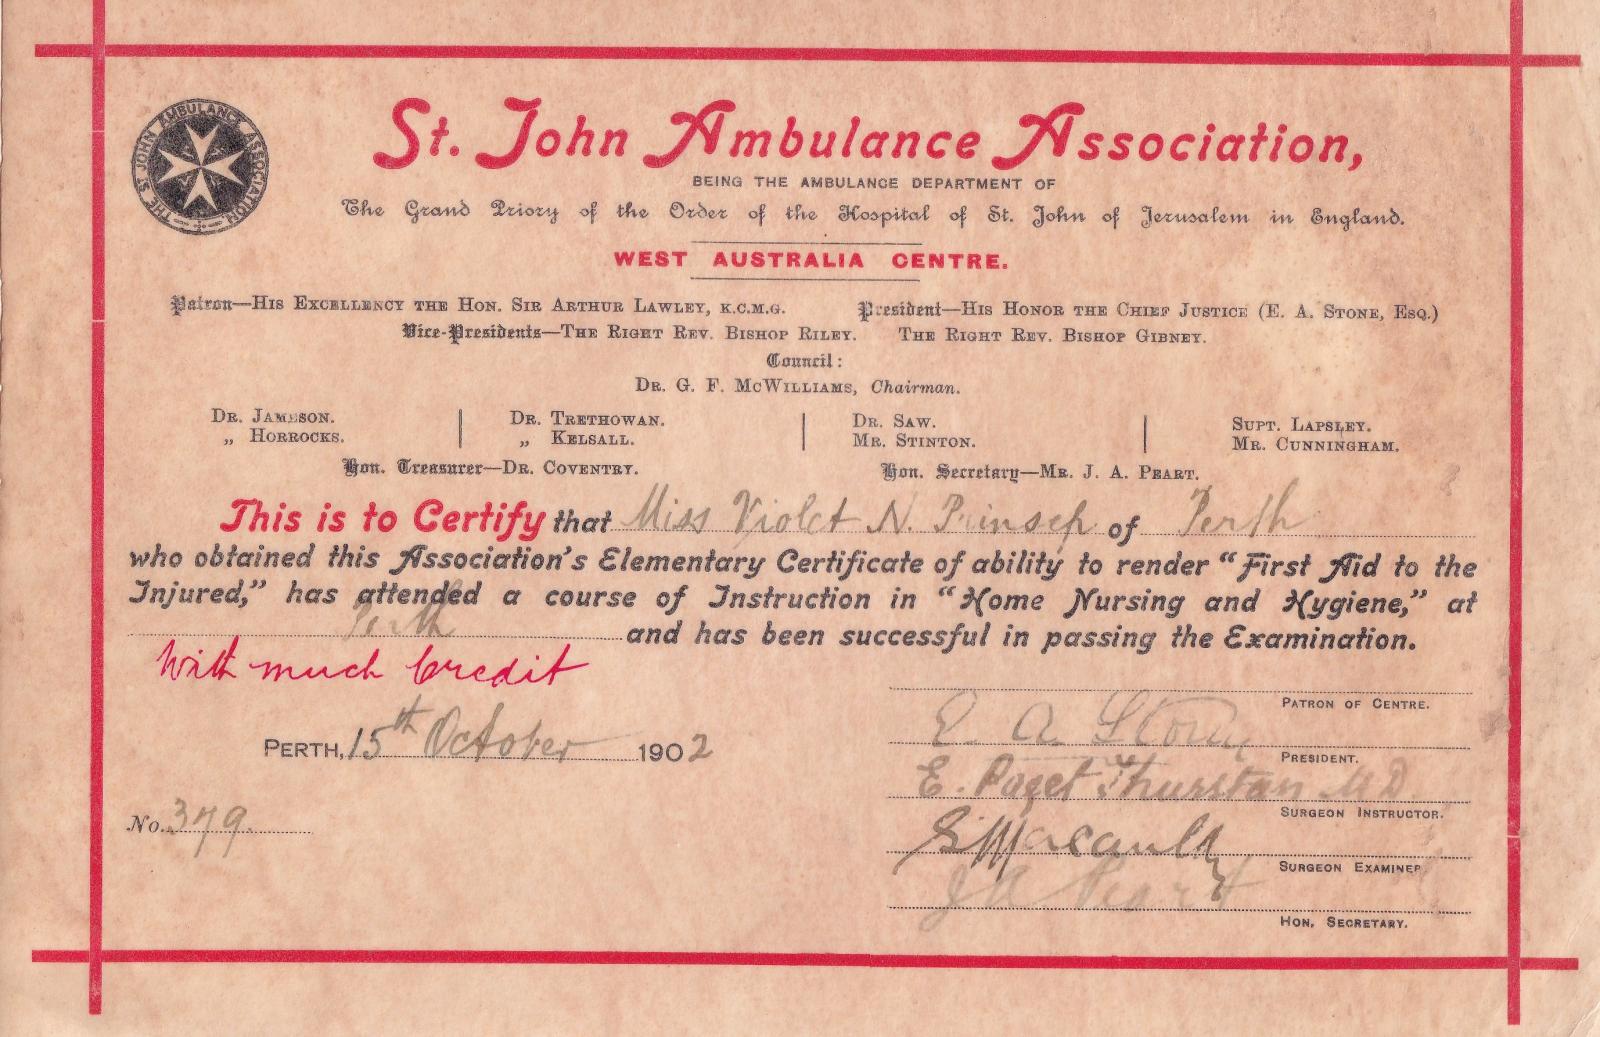 THE ST JOHN AMBULANCE ASSOCIATION
St. John Ambulance Association,
BEING THE AMBULANCE DEPARTMENT OF
The Grand Priory of the Order of the Hospital of St. John of Jerusalem in England.
WEST AUSTRALIA CENTRE.
Patron—His Excellency the Hon. Sir Arthur Lawley, K.C.M.G. President—His Honor the Chief Justice (E. A. Stone, Esq.)
Vice-Presidents—The Right Rev. Bishop Riley. The Right Rev. Bishop Gibney.
Council:
Dr. G. F. McWilliams, Chairman.
Dr. Jameson. Dr. Trethowan. Dr. Saw. Supt. Lapsley.
„ Horrocks. „ Kelsall. Mr. Stinton. Mr. Cunningham.
Hon. Treasurer—Dr. Coventry. Hon. Secretary—Mr. J. A. Peart.
This is to Certify that Miss Violet N. Prinsep of Perth
who obtained this Association's Elementary Certificate of ability to render "First Aid to the
Injured," has attended a course of Instruction in "Home Nursing and Hygiene," at
Perth and has been successful in passing the Examination.
With much Credit
PATRON OF CENTRE.
E. A. Stone
PERTH, 15th October 1902
PRESIDENT.
E. Paget Thurstan M.D.
SURGEON INSTRUCTOR.
No. 379.
S. Macaulay
SURGEON EXAMINER
J A Peart
HON. SECRETARY.